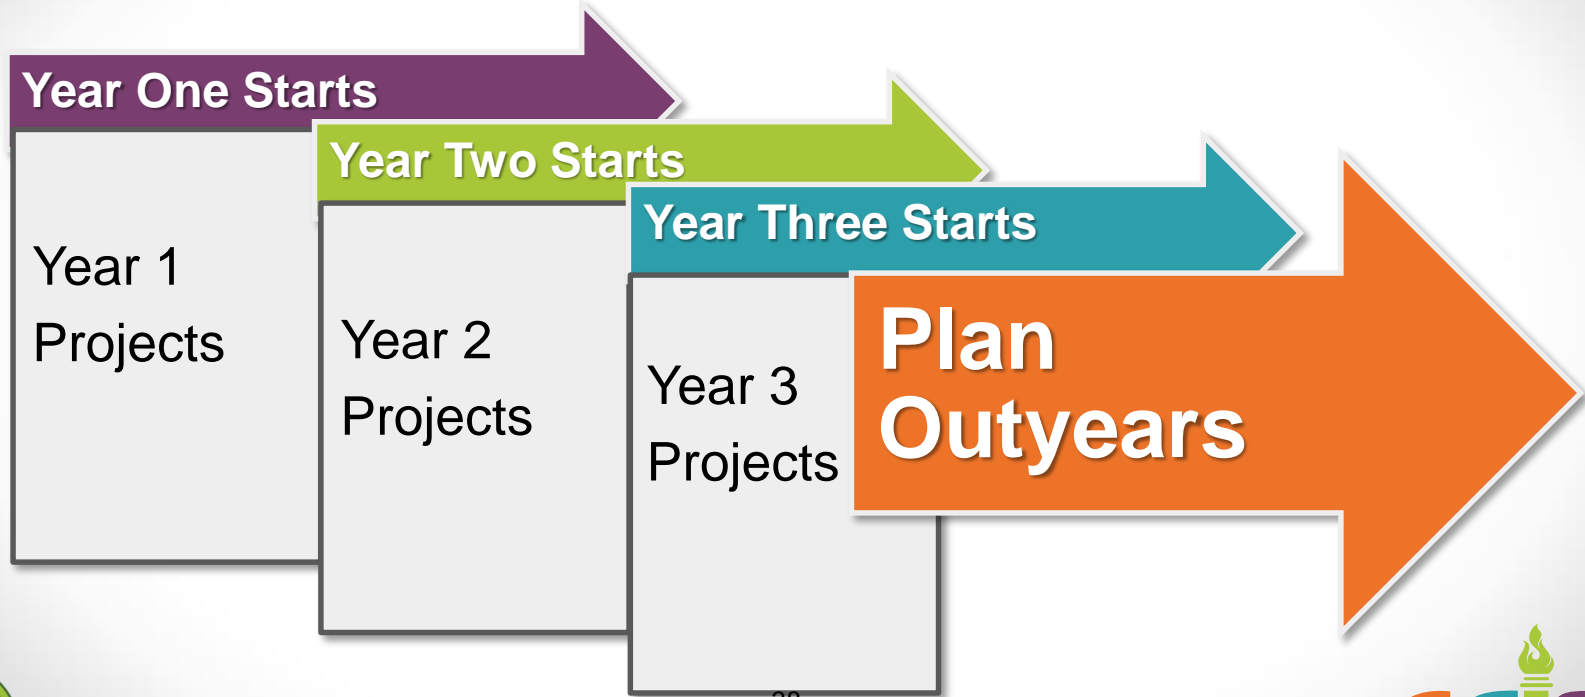 Year One Starts
Year 1
Projects
Year Two Starts
Year 2
Projects
Year Three Starts
Year 3
Projects
Plan
Outyears